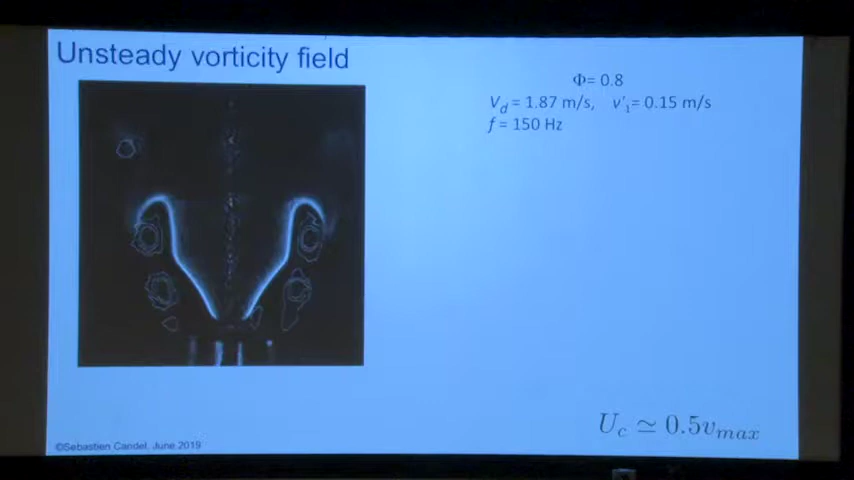 Unsteady vorticity field
Φ= 0.8
V_d = 1.87 m/s, v'_1= 0.15 m/s
f = 150 Hz
U_c ≃ 0.5v_max
©Sebastien Candel, June 2019